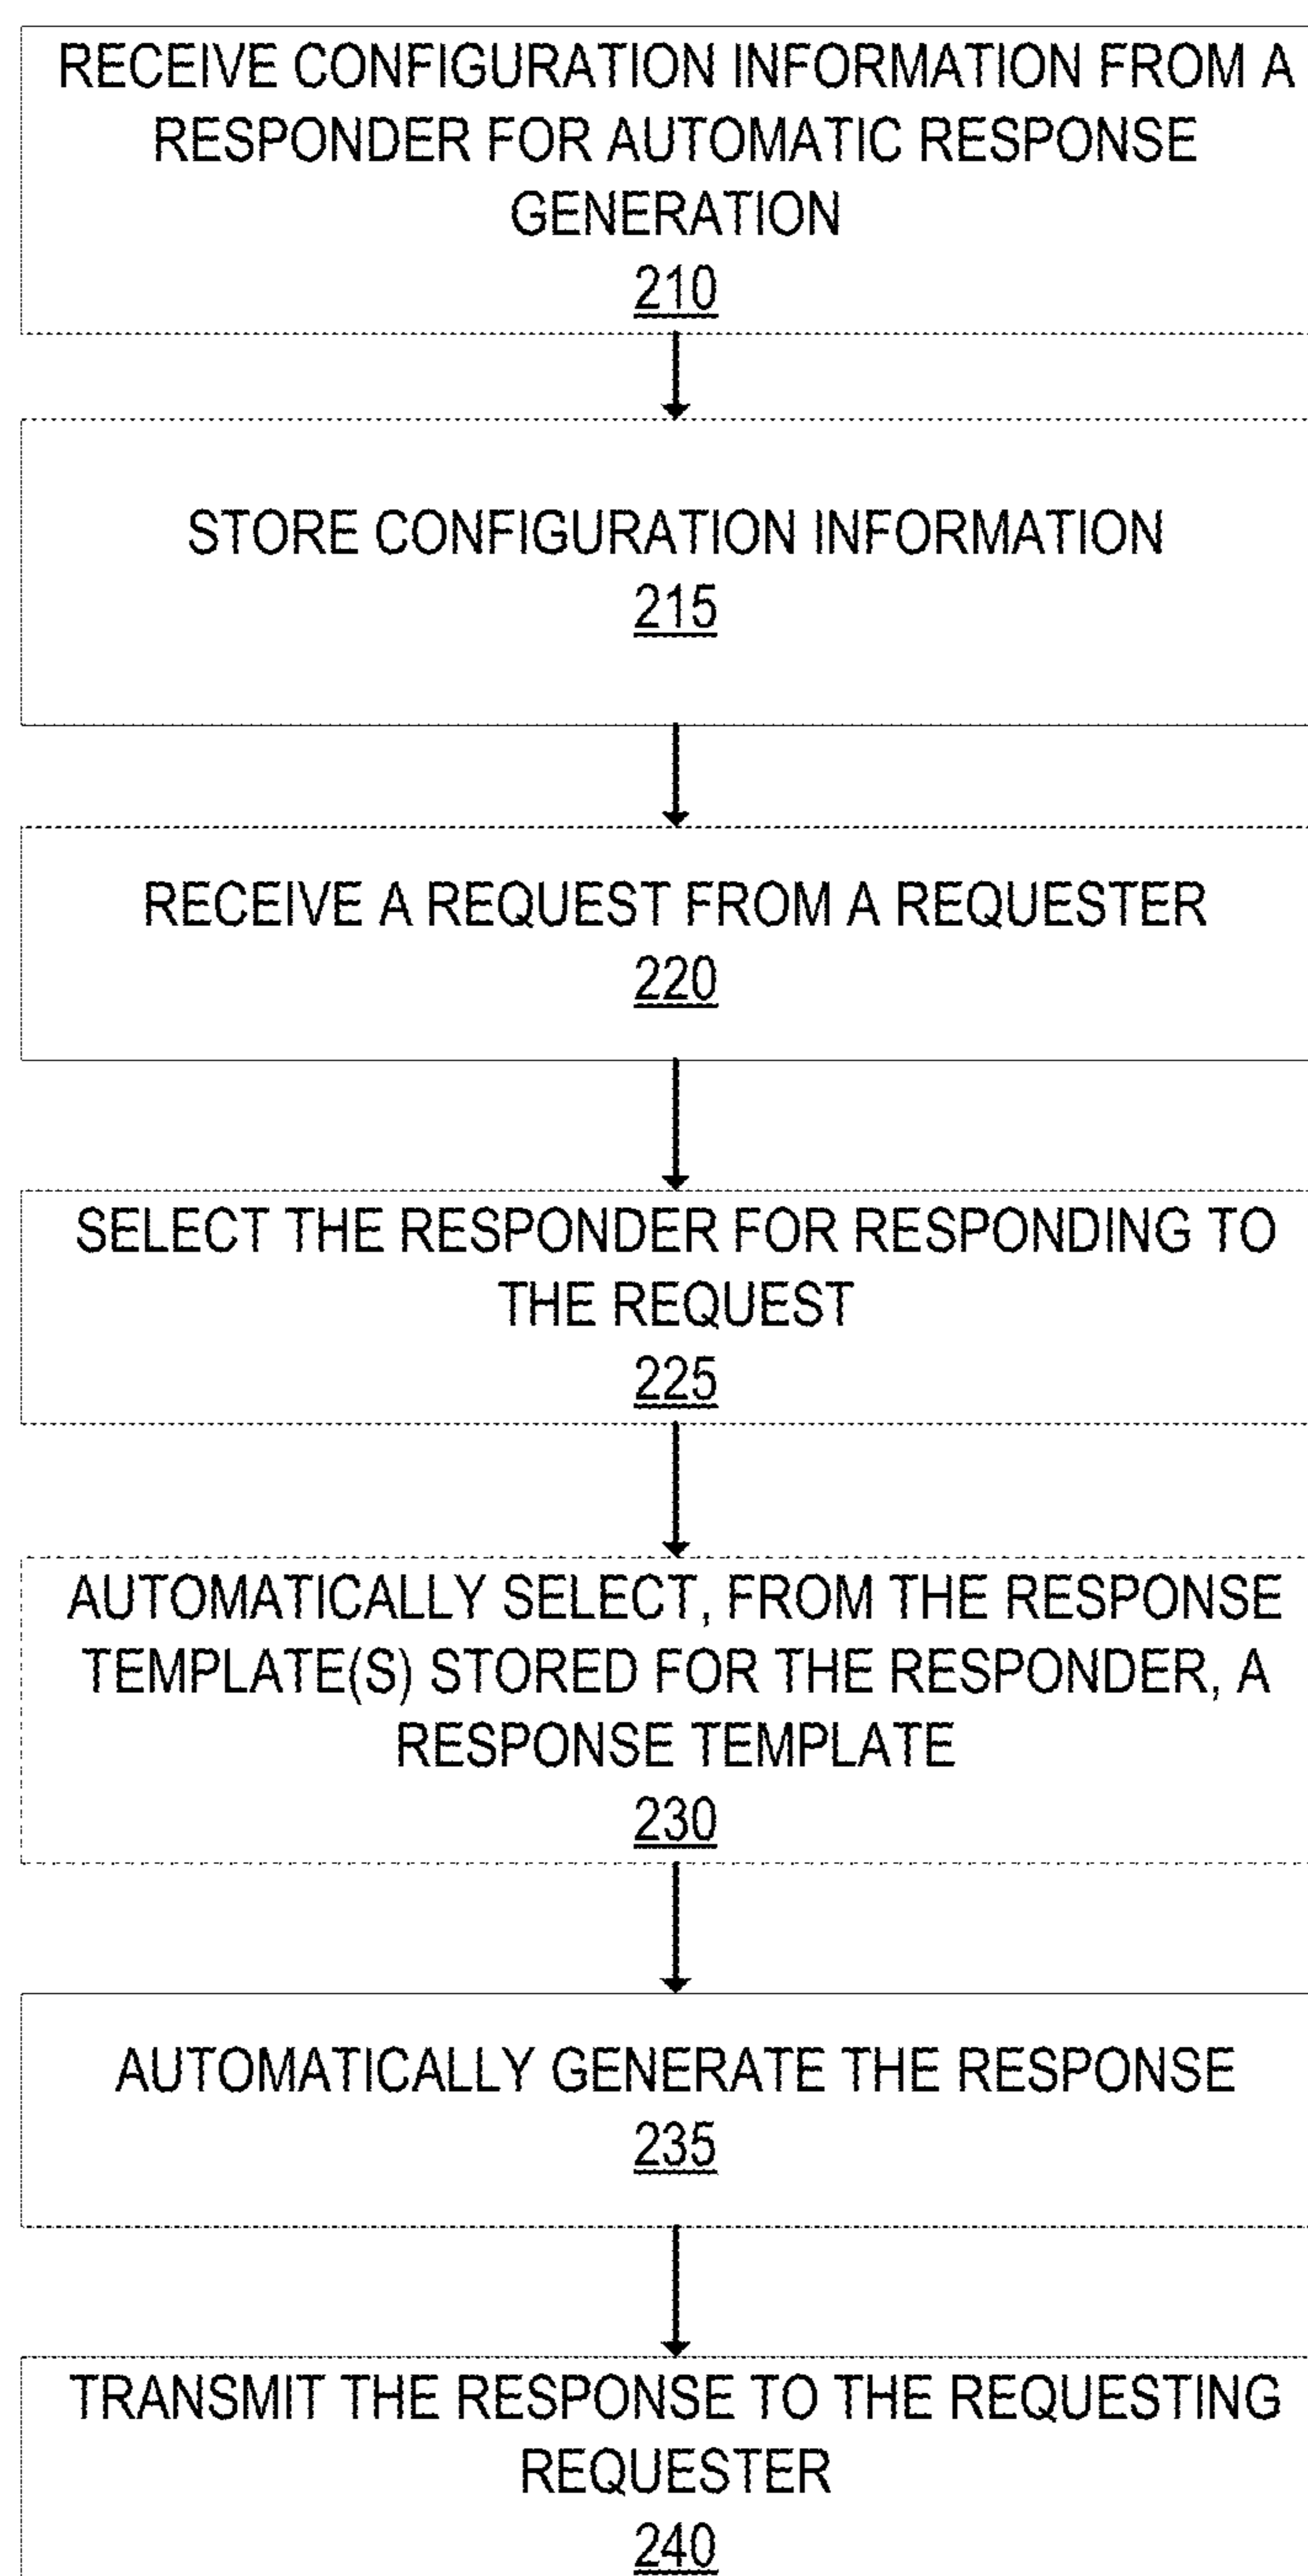 RECEIVE CONFIGURATION INFORMATION FROM A
RESPONDER FOR AUTOMATIC RESPONSE
GENERATION
210
STORE CONFIGURATION INFORMATION
215
RECEIVE A REQUEST FROM A REQUESTER
220
SELECT THE RESPONDER FOR RESPONDING TO
THE REQUEST
225
AUTOMATICALLY SELECT, FROM THE RESPONSE
TEMPLATE(S) STORED FOR THE RESPONDER, A
RESPONSE TEMPLATE
230
AUTOMATICALLY GENERATE THE RESPONSE
235
TRANSMIT THE RESPONSE TO THE REQUESTING
REQUESTER
240